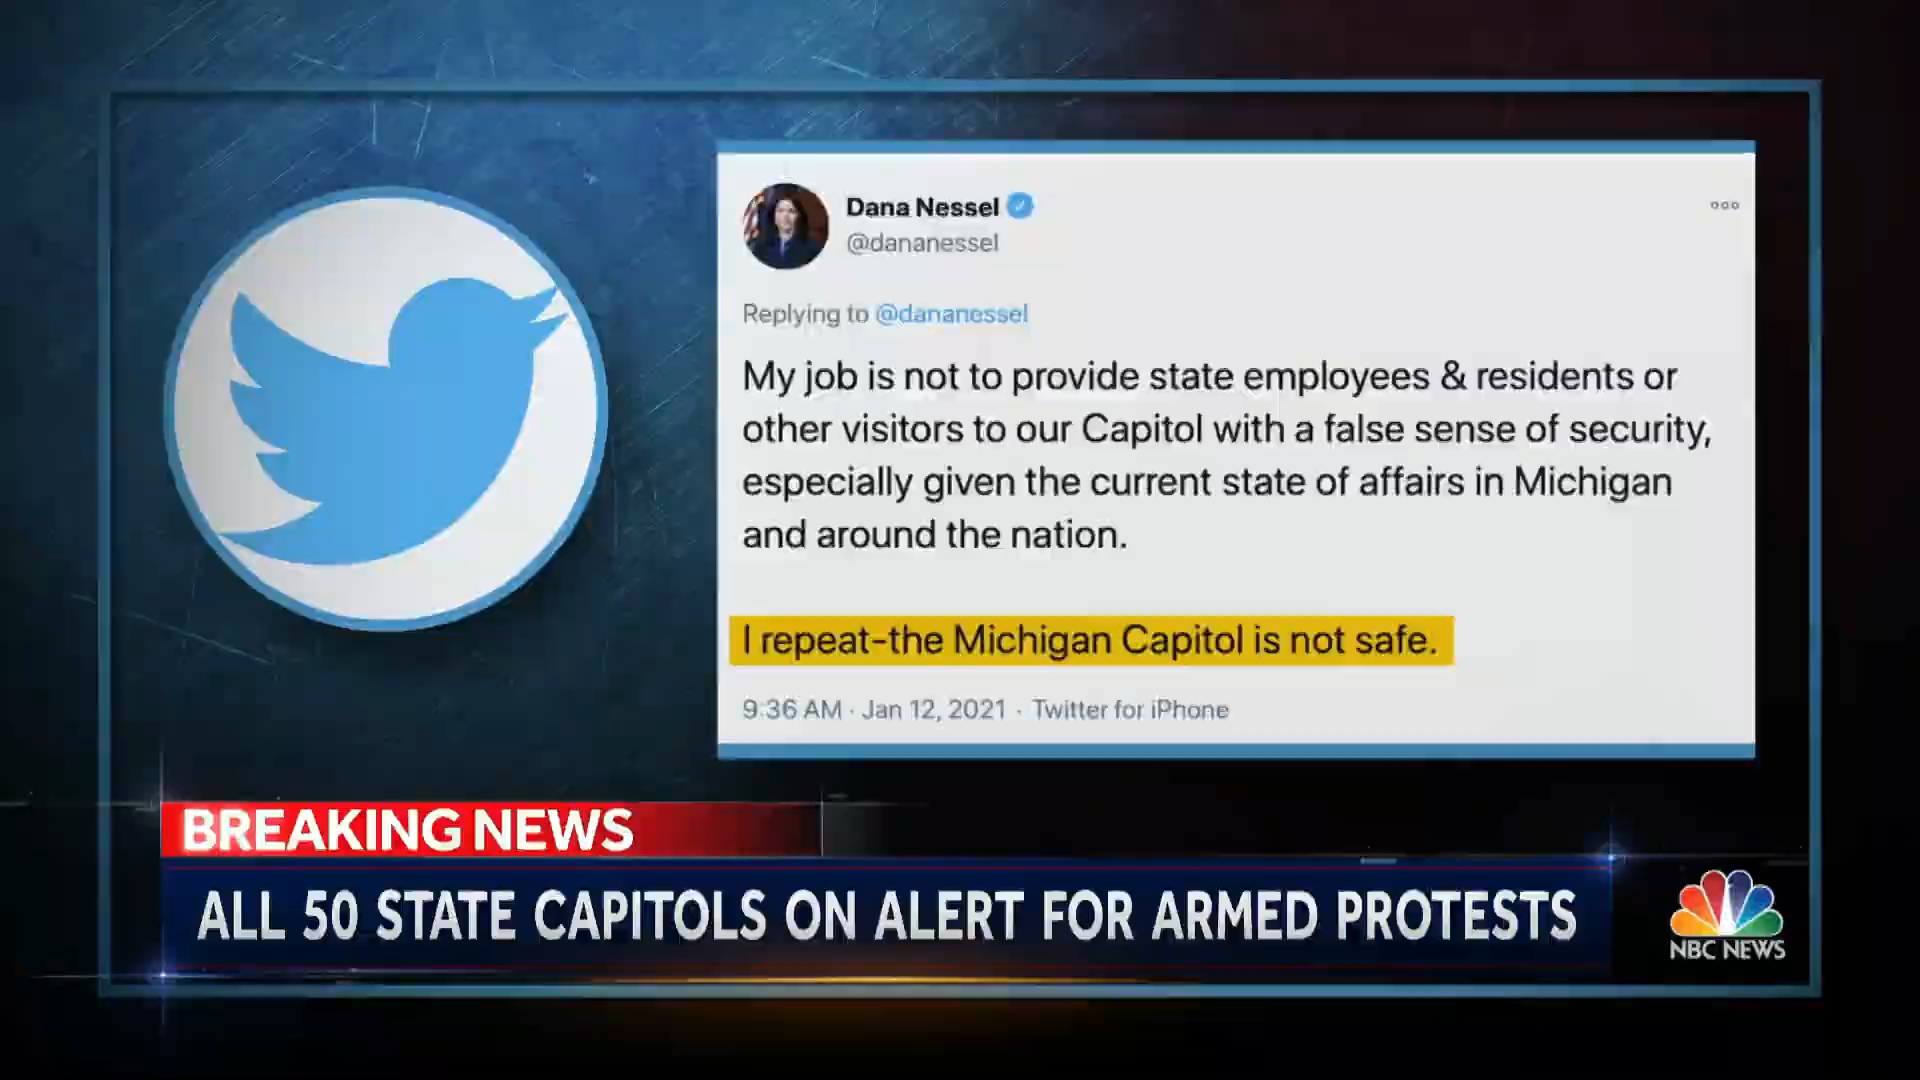 Dana Nessel
@dananessel
Replying to @dananessel
My job is not to provide state employees & residents or
other visitors to our Capitol with a false sense of security,
especially given the current state of affairs in Michigan
and around the nation.
I repeat-the Michigan Capitol is not safe.
9:36 AM · Jan 12, 2021 · Twitter for iPhone
BREAKING NEWS
ALL 50 STATE CAPITOLS ON ALERT FOR ARMED PROTESTS
NBC NEWS